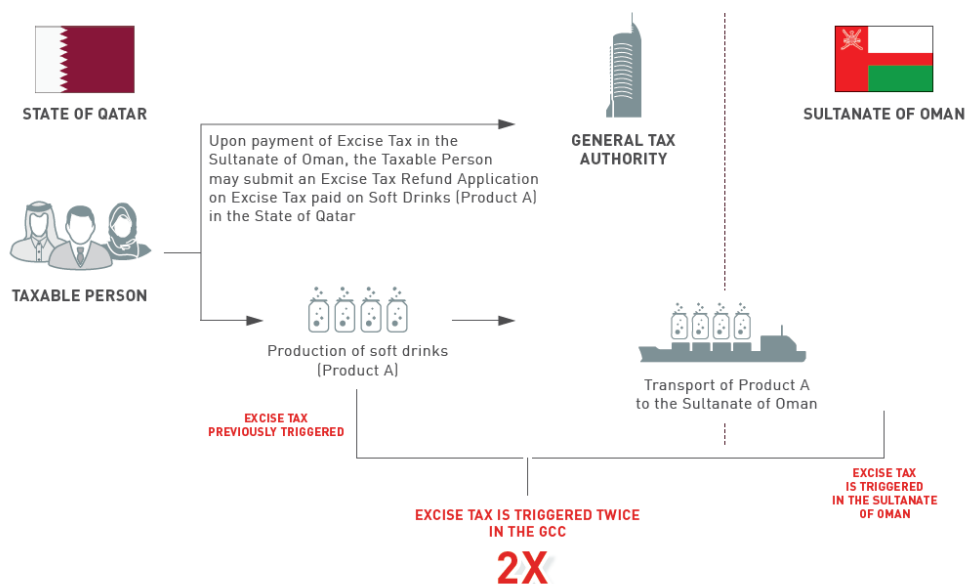 STATE OF QATAR
SULTANATE OF OMAN
GENERAL TAX
AUTHORITY
Upon payment of Excise Tax in the
Sultanate of Oman, the Taxable Person
may submit an Excise Tax Refund Application
on Excise Tax paid on Soft Drinks (Product A)
in the State of Qatar
TAXABLE PERSON
Production of soft drinks
(Product A)
Transport of Product A
to the Sultanate of Oman
EXCISE TAX
PREVIOUSLY TRIGGERED
EXCISE TAX
IS TRIGGERED
IN THE SULTANATE
OF OMAN
EXCISE TAX IS TRIGGERED TWICE
IN THE GCC
2X